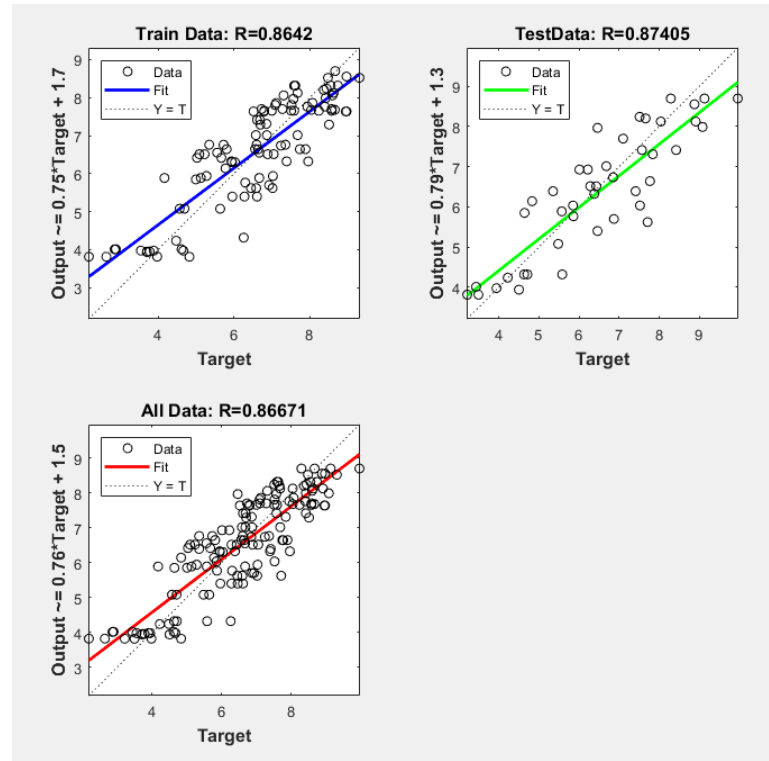 Train Data: R=0.8642
Output ~= 0.75*Target + 1.7
9
8
7
6
5
4
3
Data
Fit
Y = T
4
6
8
Target
TestData: R=0.87405
Output ~= 0.79*Target + 1.3
9
8
7
6
5
4
Data
Fit
Y = T
4
5
6
7
8
9
Target
All Data: R=0.86671
Output ~= 0.76*Target + 1.5
9
8
7
6
5
4
3
Data
Fit
Y = T
4
6
8
Target